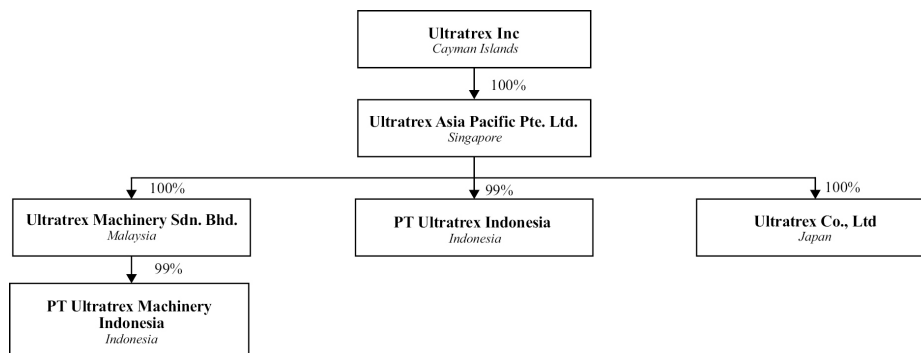 Ultratrex Inc
Cayman Islands
100%
Ultratrex Asia Pacific Pte. Ltd.
Singapore
100%
99%
100%
Ultratrex Machinery Sdn. Bhd.
Malaysia
PT Ultratrex Indonesia
Indonesia
Ultratrex Co., Ltd
Japan
99%
PT Ultratrex Machinery
Indonesia
Indonesia